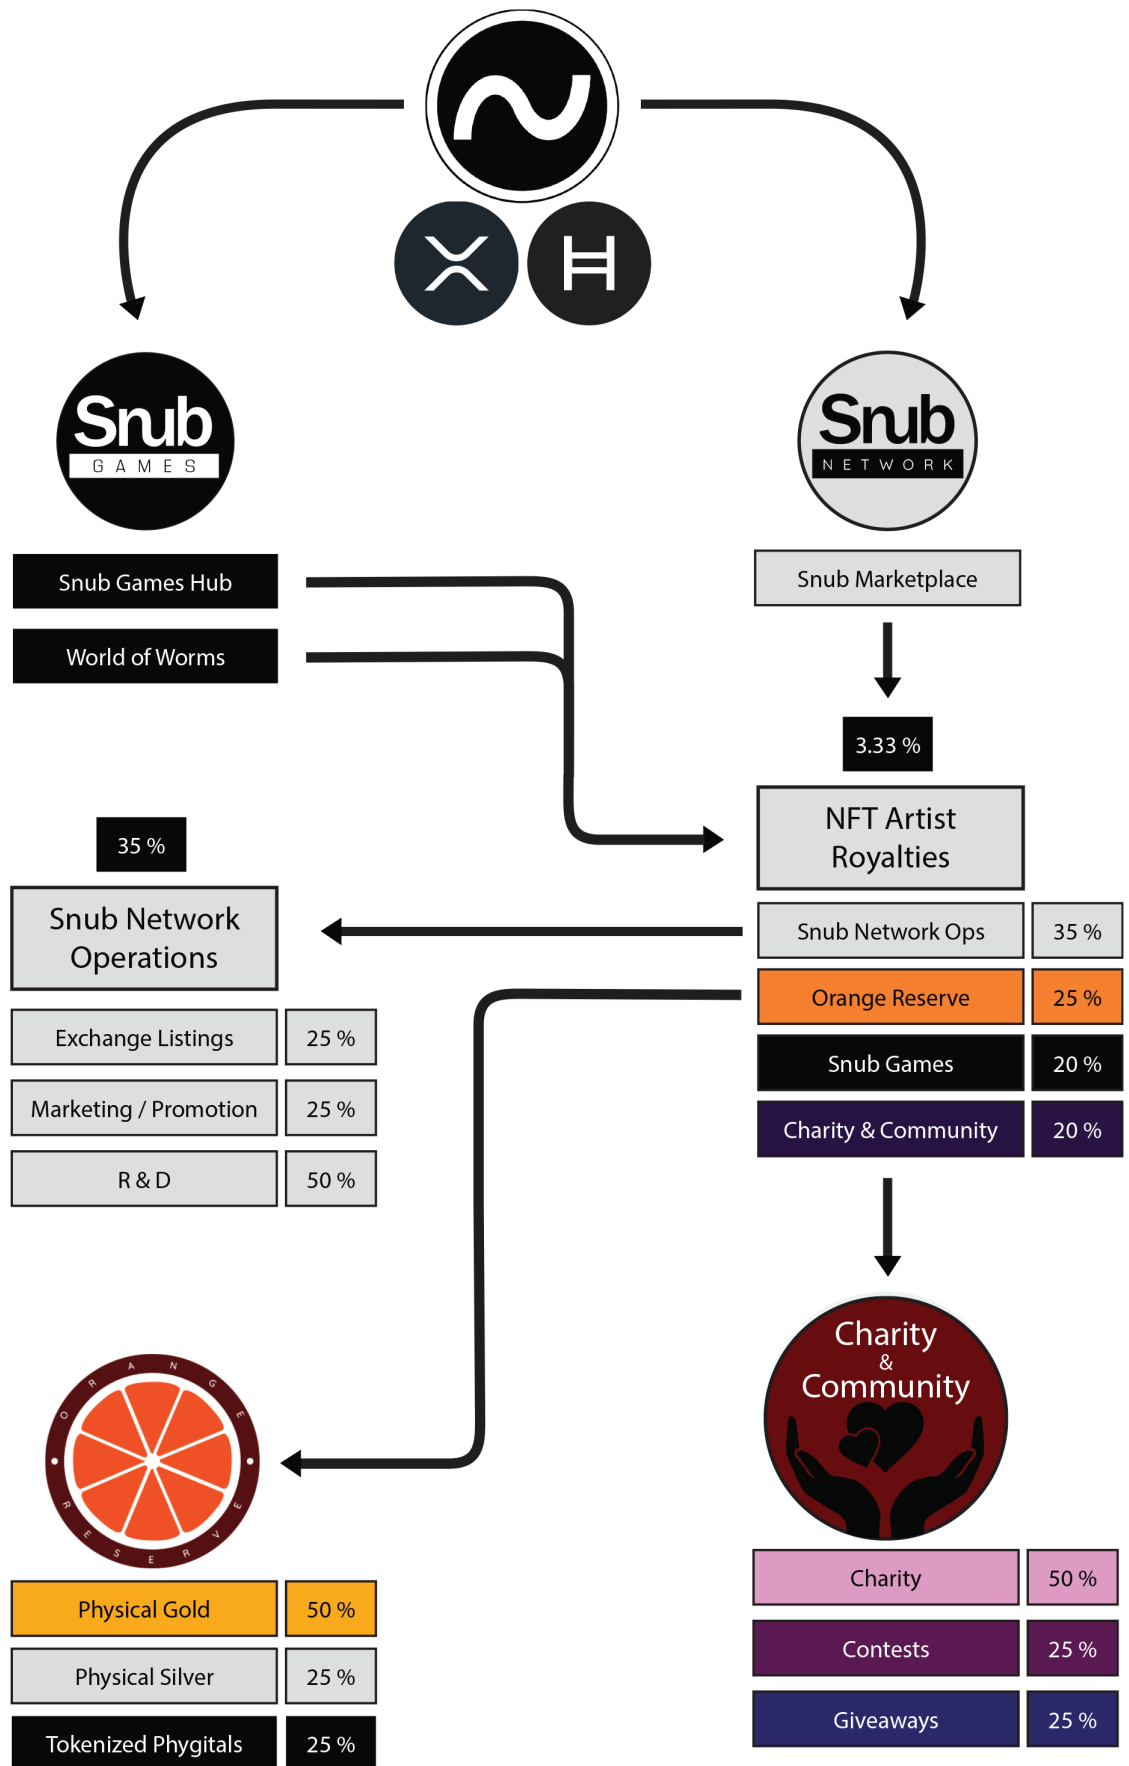 Snub
GAMES
Snub
NETWORK
Snub Games Hub
World of Worms
Snub Marketplace
3.33 %
NFT Artist
Royalties
Snub Network Ops 35 %
Orange Reserve 25 %
Snub Games 20 %
Charity & Community 20 %
35 %
Snub Network
Operations
Exchange Listings 25 %
Marketing / Promotion 25 %
R & D 50 %
ORANGE
RESERVE
Physical Gold 50 %
Physical Silver 25 %
Tokenized Phygitals 25 %
Charity
&
Community
Charity 50 %
Contests 25 %
Giveaways 25 %